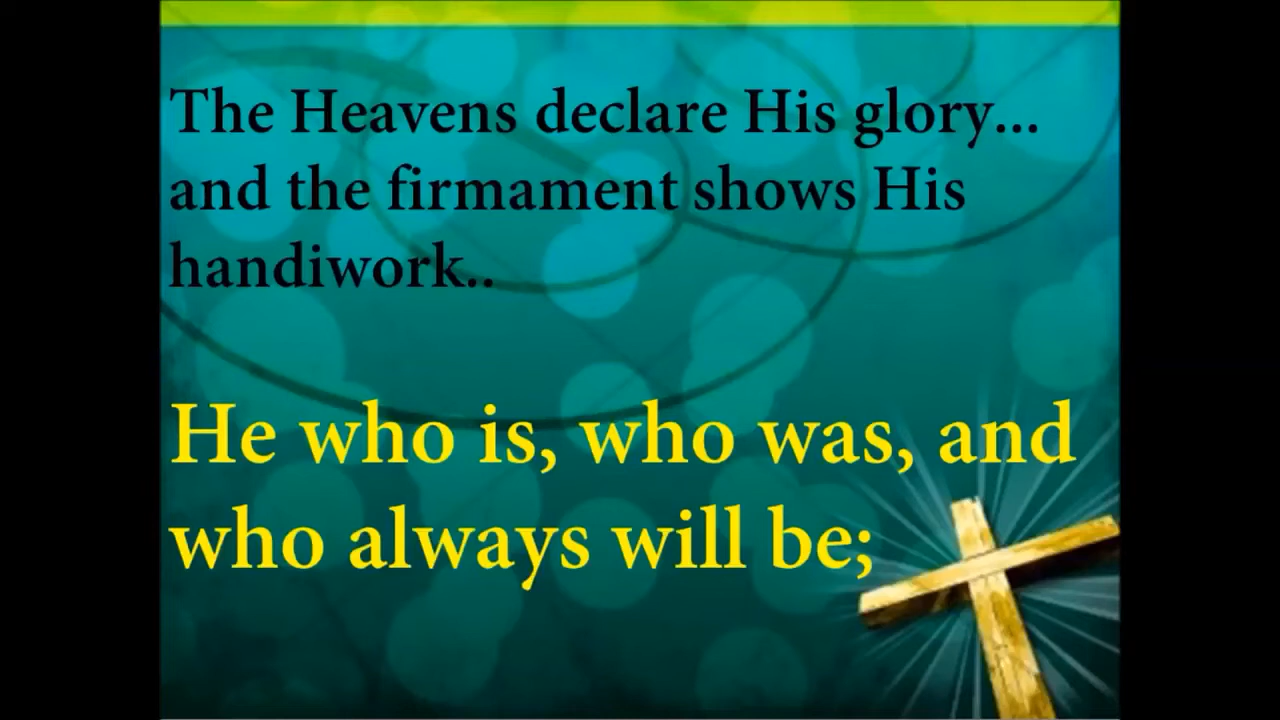 The Heavens declare His glory...
and the firmament shows His
handiwork..
He who is, who was, and
who always will be;